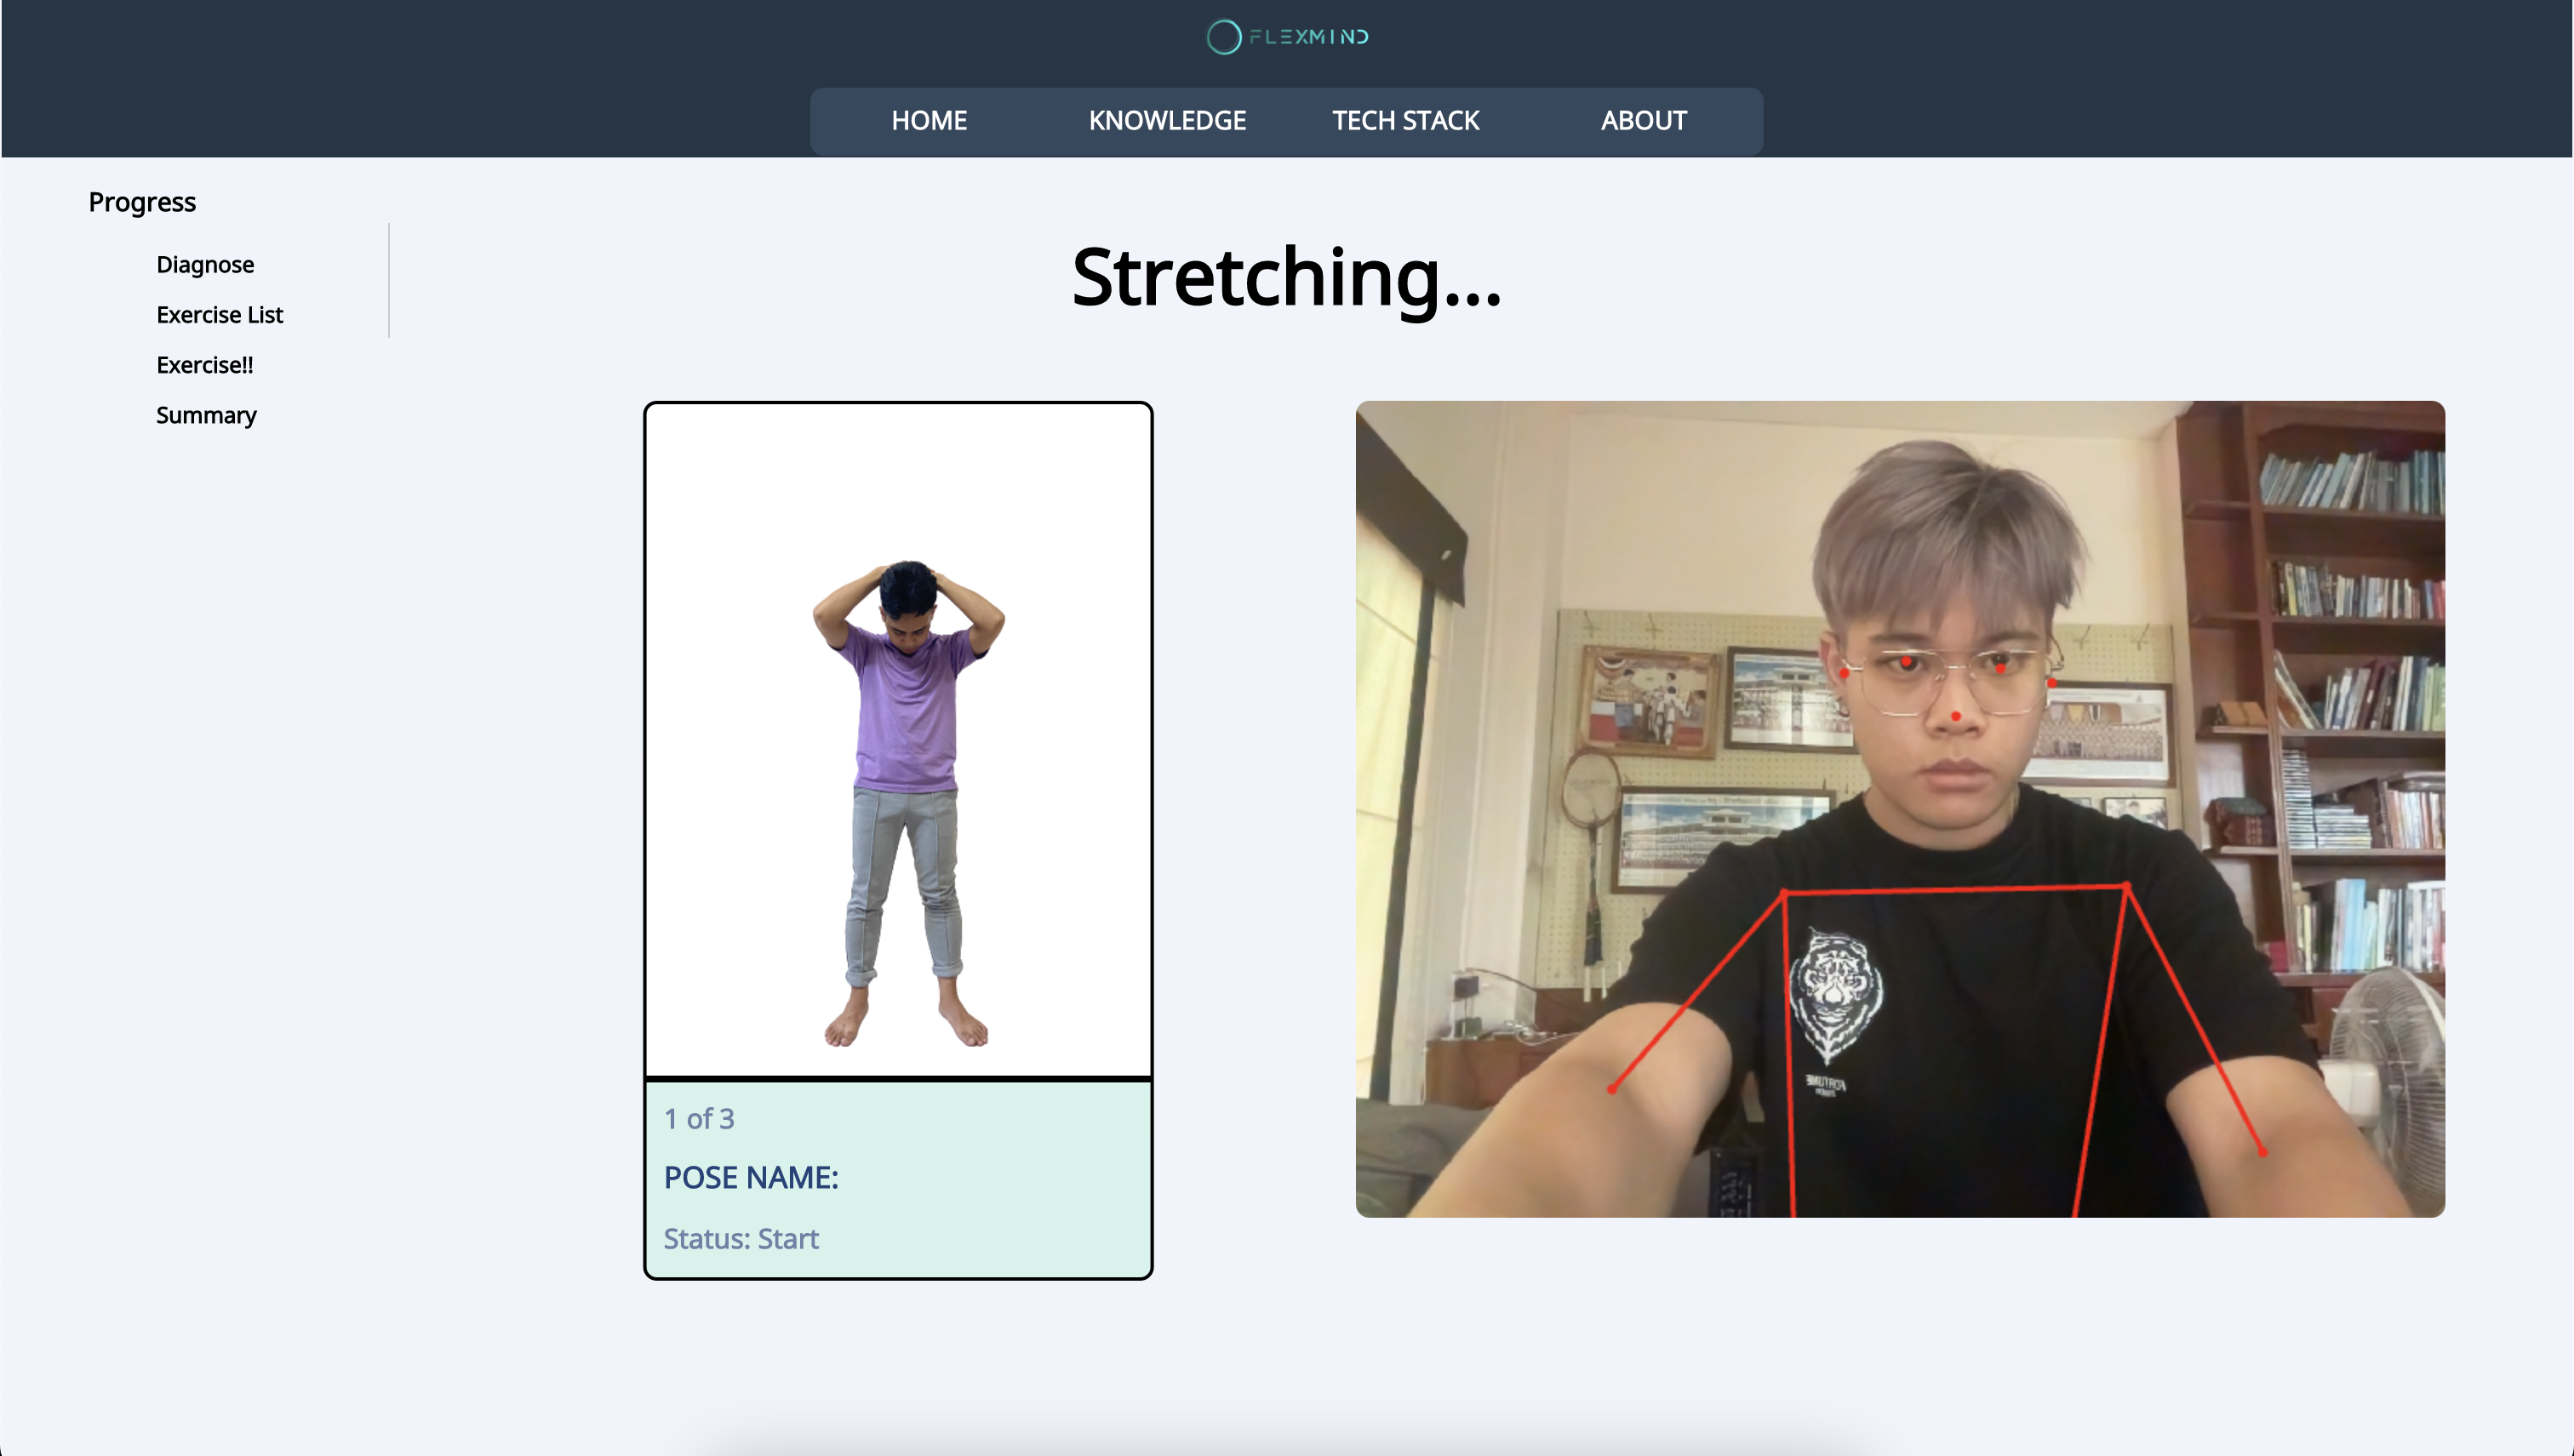 FLEXMIND
HOME KNOWLEDGE TECH STACK ABOUT
Progress
Diagnose
Exercise List
Exercise!!
Summary
Stretching...
1 of 3
POSE NAME:
Status: Start